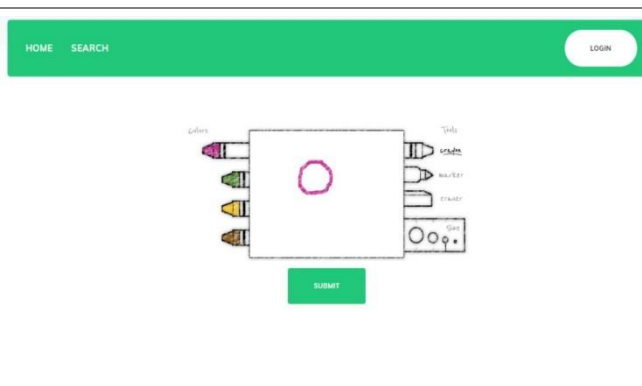 HOME SEARCH LOGIN
Colors
Tools
crayon
marker
eraser
Size
SUBMIT